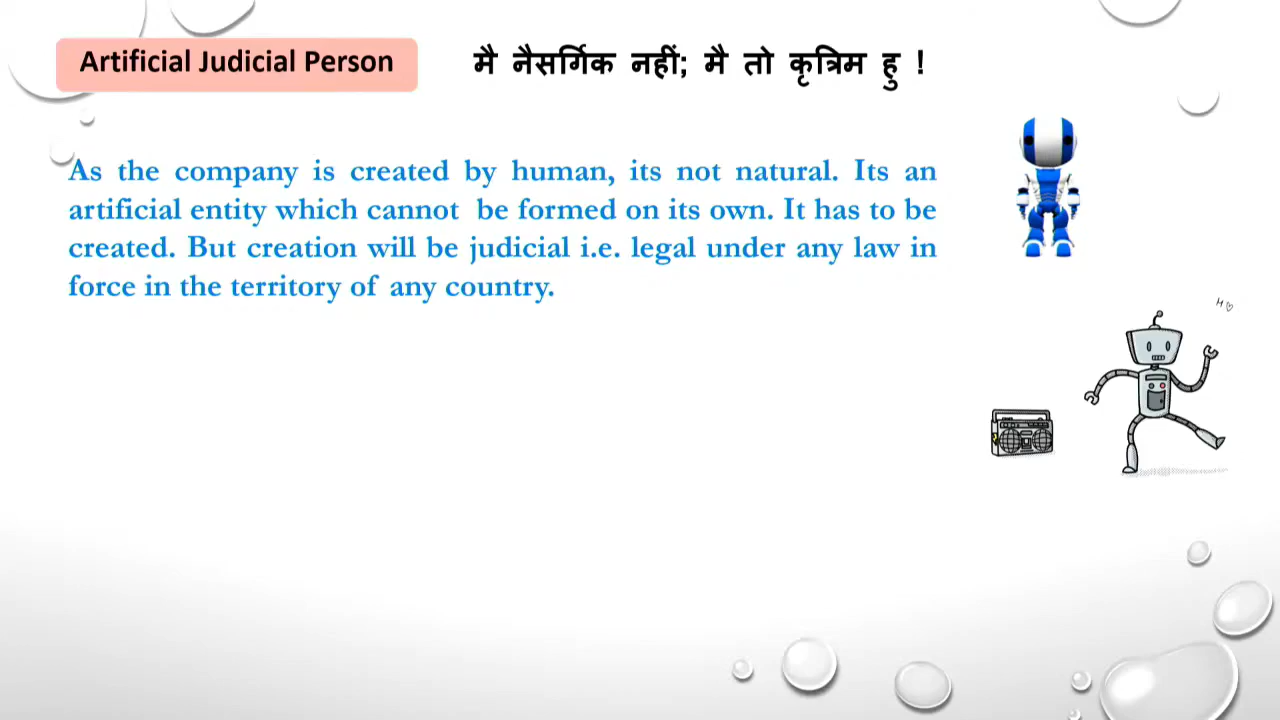 Artificial Judicial Person
मै नैसर्गिक नहीं; मै तो कृत्रिम हु !
As the company is created by human, its not natural. Its an
artificial entity which cannot be formed on its own. It has to be
created. But creation will be judicial i.e. legal under any law in
force in the territory of any country.